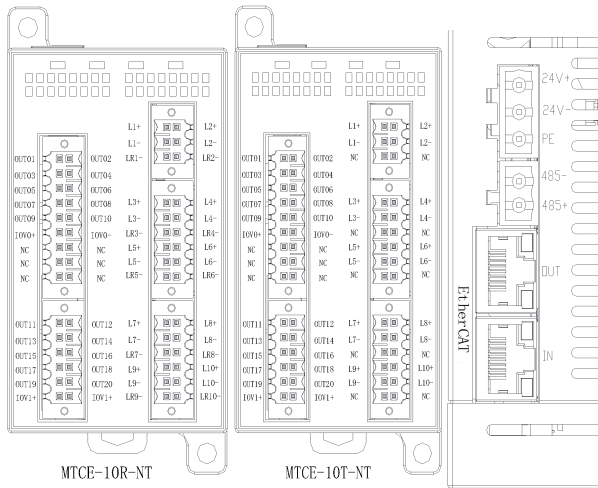 L1+ L2+
L1- L2-
OUT01 OUT02 LR1- LR2-
OUT03 OUT04
OUT05 OUT06
OUT07 OUT08 L3+ L4+
OUT09 OUT10 L3- L4-
IOV0+ IOV0- LR3- LR4-
NC NC L5+ L6+
NC NC L5- L6-
NC NC LR5- LR6-
OUT11 OUT12 L7+ L8+
OUT13 OUT14 L7- L8-
OUT15 OUT16 LR7- LR8-
OUT17 OUT18 L9+ L10+
OUT19 OUT20 L9- L10-
IOV1+ IOV1+ LR9- LR10-
MTCE-10R-NT
L1+ L2+
L1- L2-
OUT01 OUT02 NC NC
OUT03 OUT04
OUT05 OUT06
OUT07 OUT08 L3+ L4+
OUT09 OUT10 L3- L4-
IOV0+ IOV0- NC NC
NC NC L5+ L6+
NC NC L5- L6-
NC NC NC NC
OUT11 OUT12 L7+ L8+
OUT13 OUT14 L7- L8-
OUT15 OUT16 NC NC
OUT17 OUT18 L9+ L10+
OUT19 OUT20 L9- L10-
IOV1+ IOV1+ NC NC
MTCE-10T-NT
24V+
24V-
PE
485-
485+
OUT
EtherCAT
IN